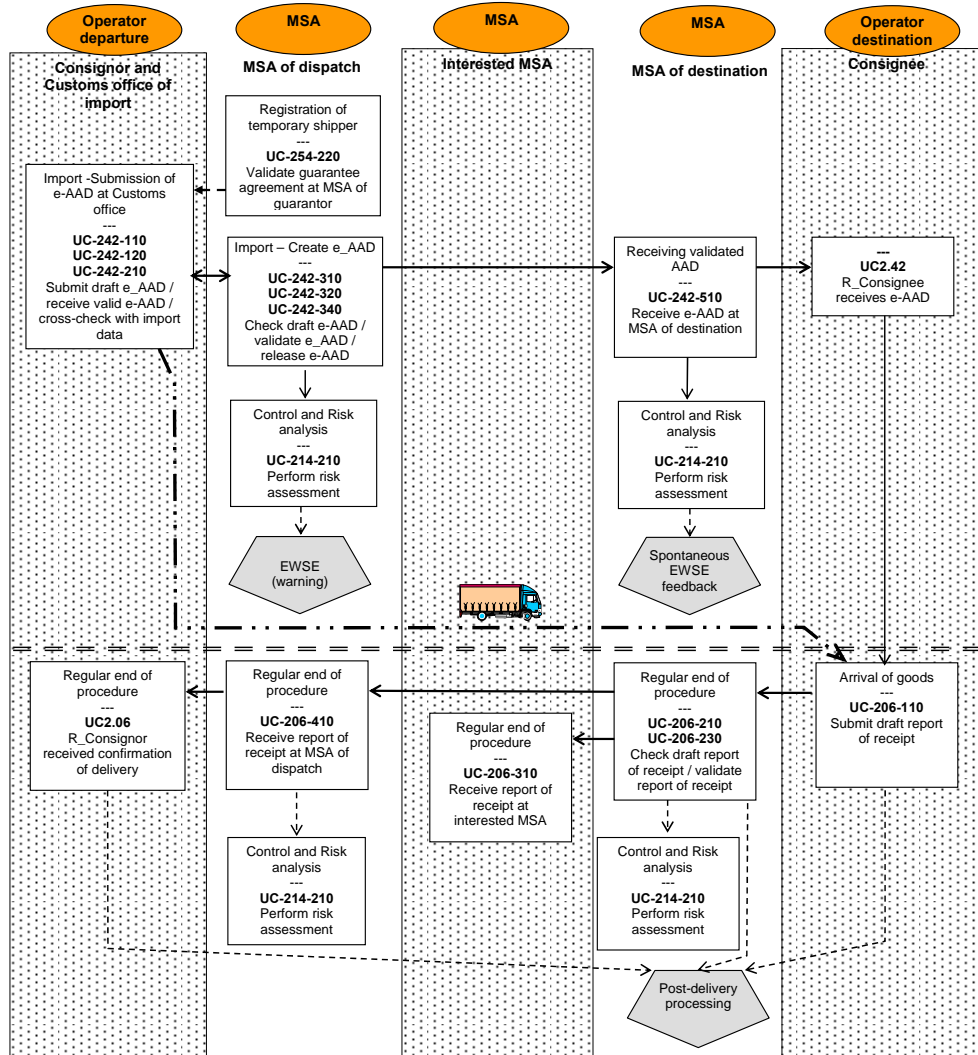 Operator
departure
MSA
MSA
MSA
Operator
destination
Consignor and
Customs office of
import
MSA of dispatch
Interested MSA
MSA of destination
Consignee
Registration of
temporary shipper
---
UC-254-220
Validate guarantee
agreement at MSA of
guarantor
Import -Submission of
e-AAD at Customs
office
---
UC-242-110
UC-242-120
UC-242-210
Submit draft e_AAD /
receive valid e-AAD /
cross-check with import
data
Import – Create e_AAD
---
UC-242-310
UC-242-320
UC-242-340
Check draft e-AAD /
validate e_AAD /
release e-AAD
Receiving validated
AAD
---
UC-242-510
Receive e-AAD at
MSA of destination
---
UC2.42
R_Consignee
receives e-AAD
Control and Risk
analysis
---
UC-214-210
Perform risk
assessment
Control and Risk
analysis
---
UC-214-210
Perform risk
assessment
EWSE
(warning)
Spontaneous
EWSE
feedback
Regular end of
procedure
---
UC2.06
R_Consignor
received confirmation
of delivery
Regular end of
procedure
---
UC-206-410
Receive report of
receipt at MSA of
dispatch
Regular end of
procedure
---
UC-206-310
Receive report of
receipt at
interested MSA
Regular end of
procedure
---
UC-206-210
UC-206-230
Check draft report
of receipt / validate
report of receipt
Arrival of goods
---
UC-206-110
Submit draft report
of receipt
Control and Risk
analysis
---
UC-214-210
Perform risk
assessment
Control and Risk
analysis
---
UC-214-210
Perform risk
assessment
Post-delivery
processing